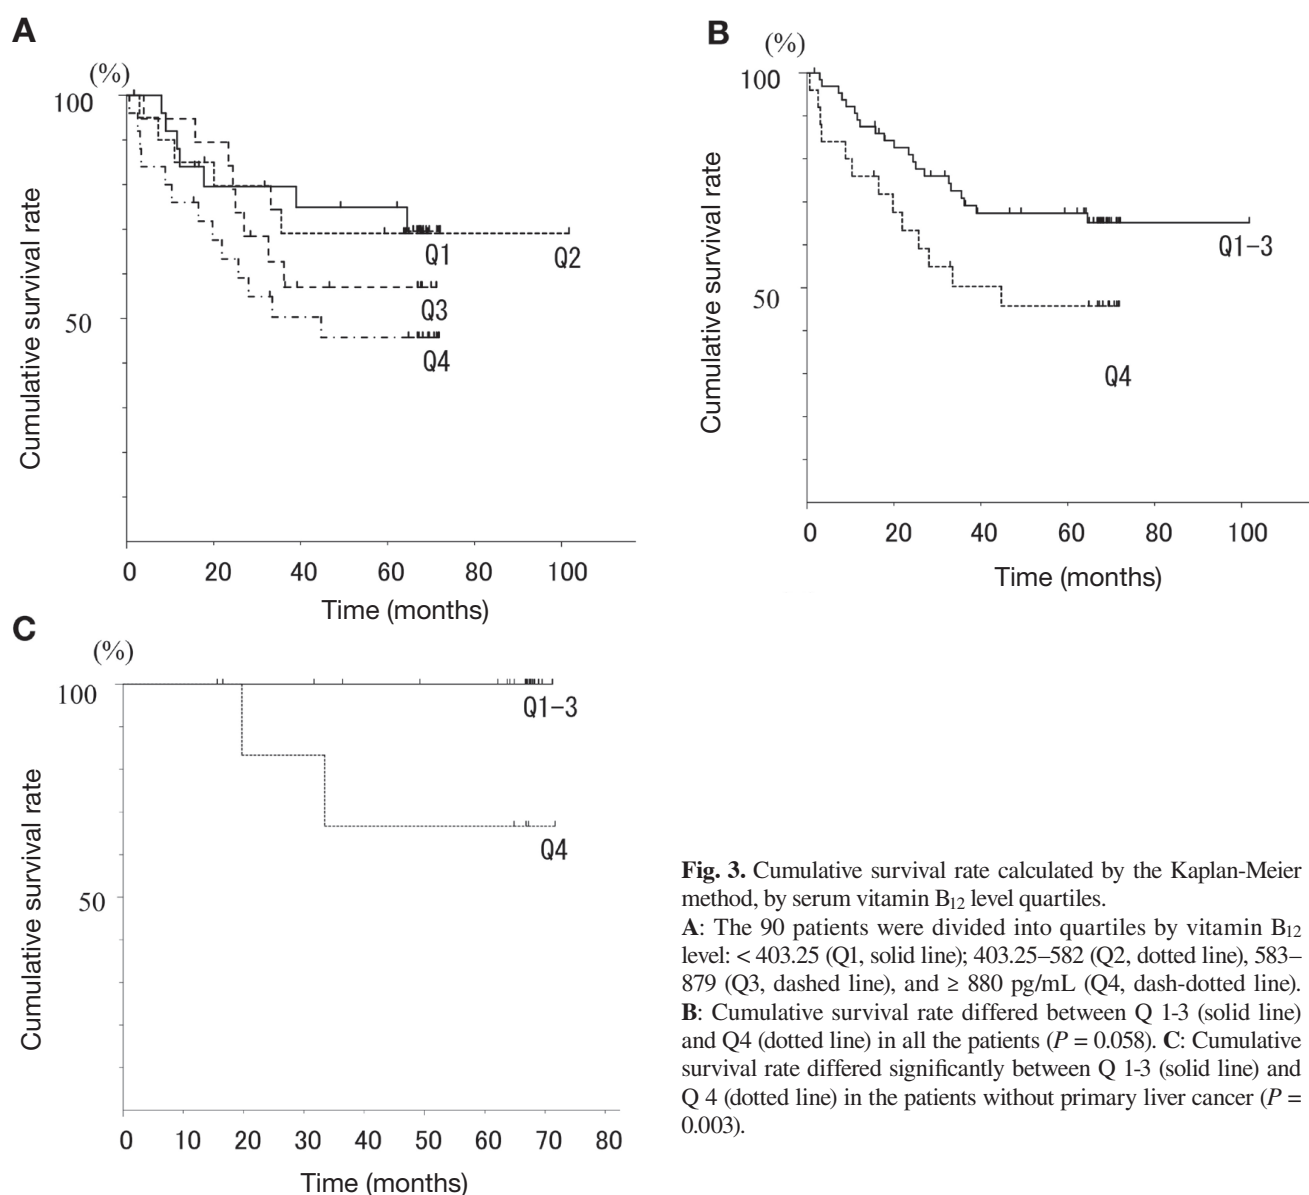 A
(%)
100
50
Cumulative survival rate
Q1
Q2
Q3
Q4
0 20 40 60 80 100
Time (months)
B
(%)
100
50
Cumulative survival rate
Q1-3
Q4
0 20 40 60 80 100
Time (months)
C
(%)
100
50
Cumulative survival rate
Q1-3
Q4
0 10 20 30 40 50 60 70 80
Time (months)
Fig. 3. Cumulative survival rate calculated by the Kaplan-Meier
method, by serum vitamin B12 level quartiles.
A: The 90 patients were divided into quartiles by vitamin B12
level: < 403.25 (Q1, solid line); 403.25–582 (Q2, dotted line), 583–
879 (Q3, dashed line), and ≥ 880 pg/mL (Q4, dash-dotted line).
B: Cumulative survival rate differed between Q 1-3 (solid line)
and Q4 (dotted line) in all the patients (P = 0.058). C: Cumulative
survival rate differed significantly between Q 1-3 (solid line) and
Q 4 (dotted line) in the patients without primary liver cancer (P =
0.003).